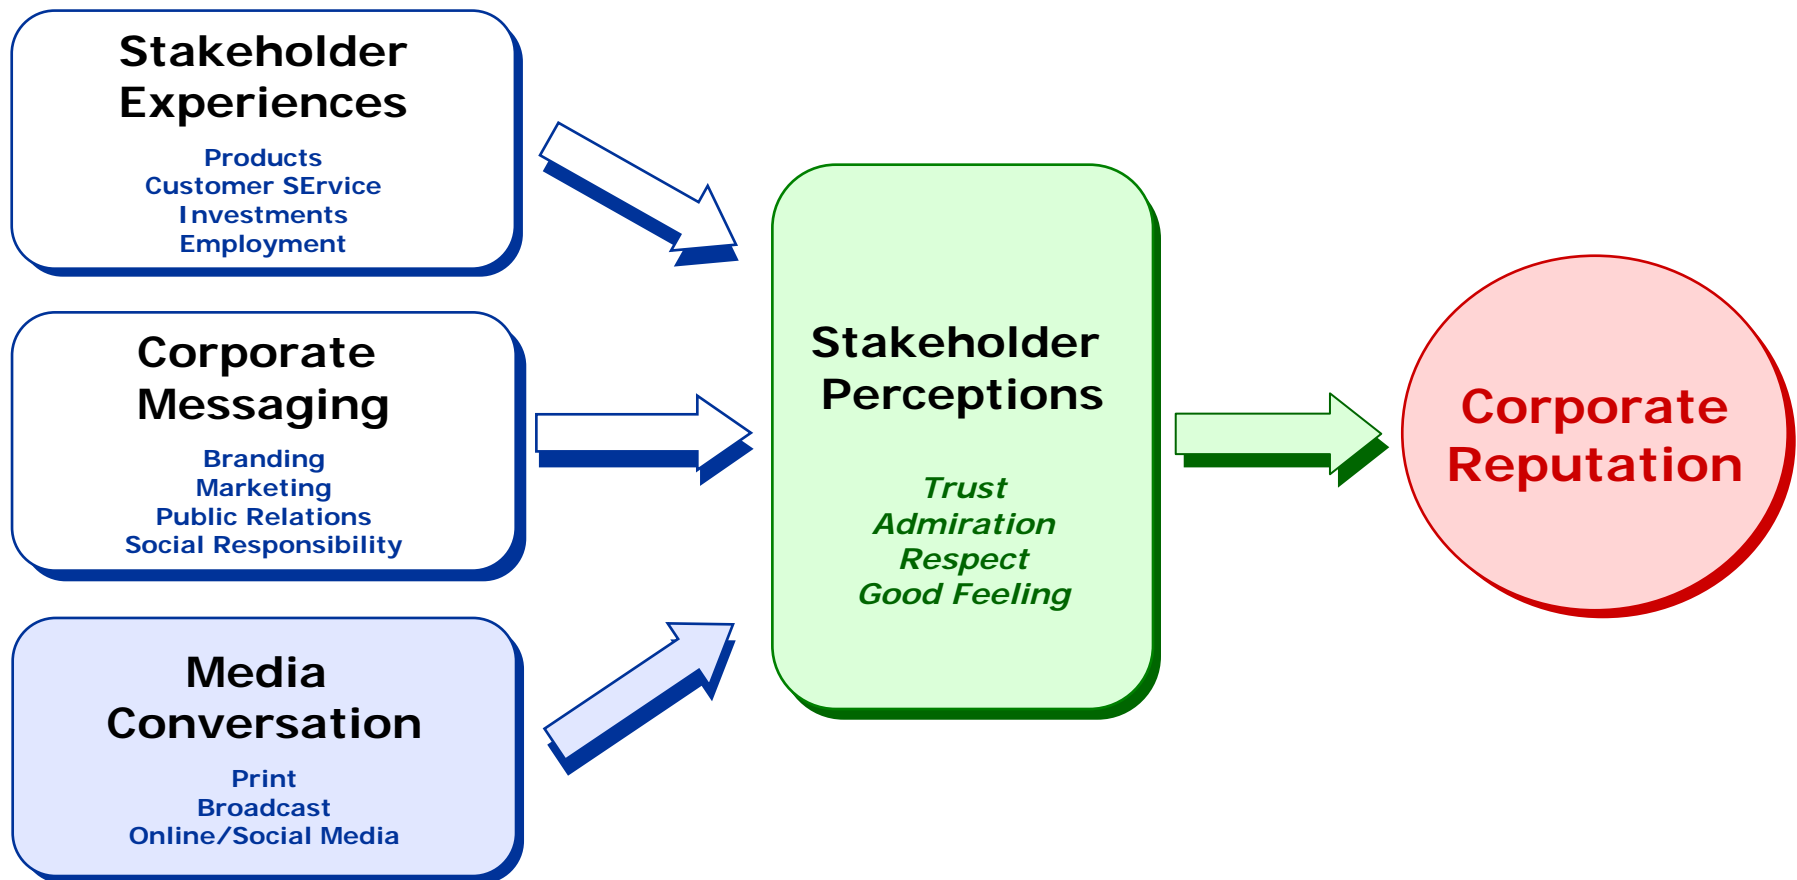 Stakeholder
Experiences
Products
Customer SErvice
Investments
Employment
Corporate
Messaging
Branding
Marketing
Public Relations
Social Responsibility
Media
Conversation
Print
Broadcast
Online/Social Media
Stakeholder
Perceptions
Trust
Admiration
Respect
Good Feeling
Corporate
Reputation